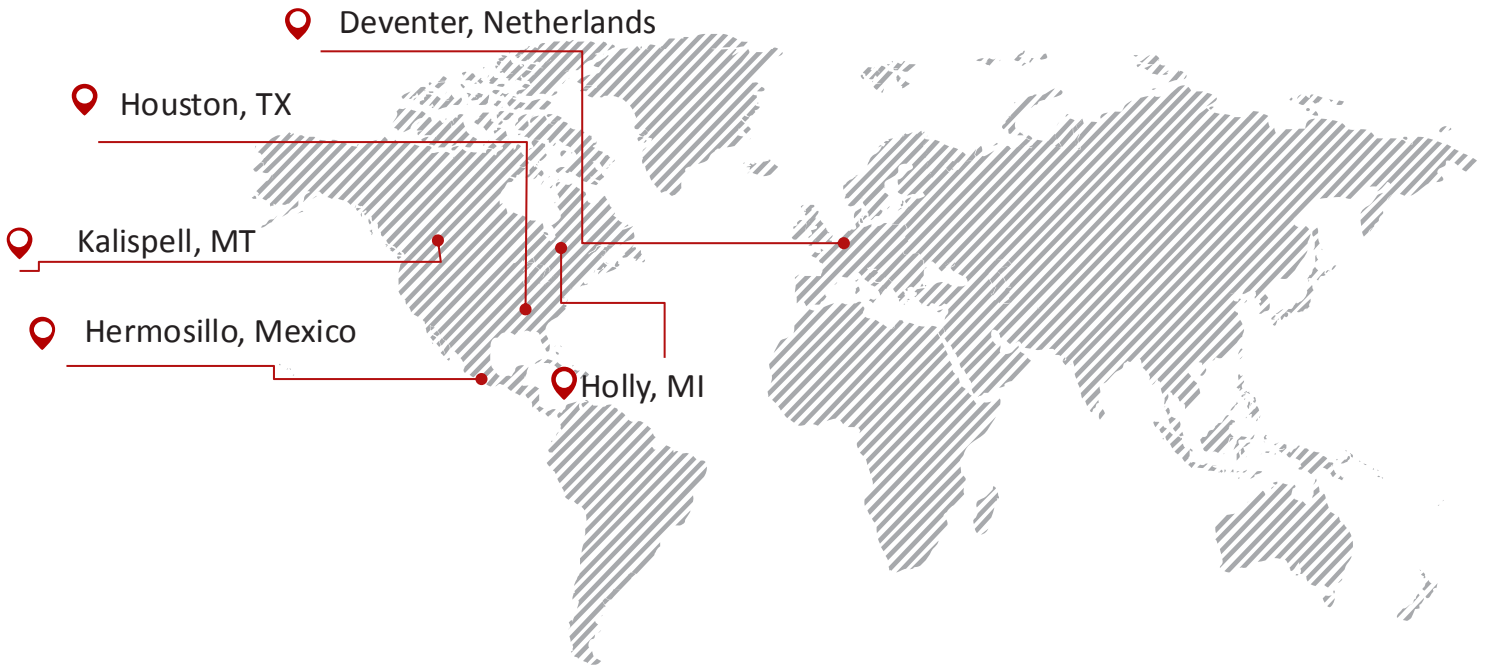 Deventer, Netherlands
Houston, TX
Kalispell, MT
Hermosillo, Mexico
Holly, MI